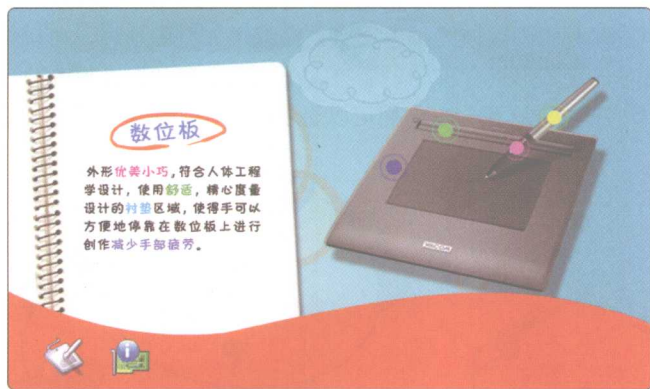 数位板
外形优美小巧,符合人体工程
学设计,使用舒适,精心度量
设计的衬垫区域,使得手可以
方便地停靠在数位板上进行
创作减少手部疲劳。
WACOM